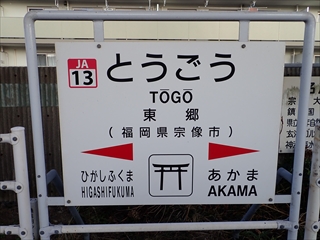 JA
13
とうごう
TŌGŌ
東郷
(福岡県宗像市)
ひがしふくま
HIGASHIFUKUMA
あかま
AKAMA